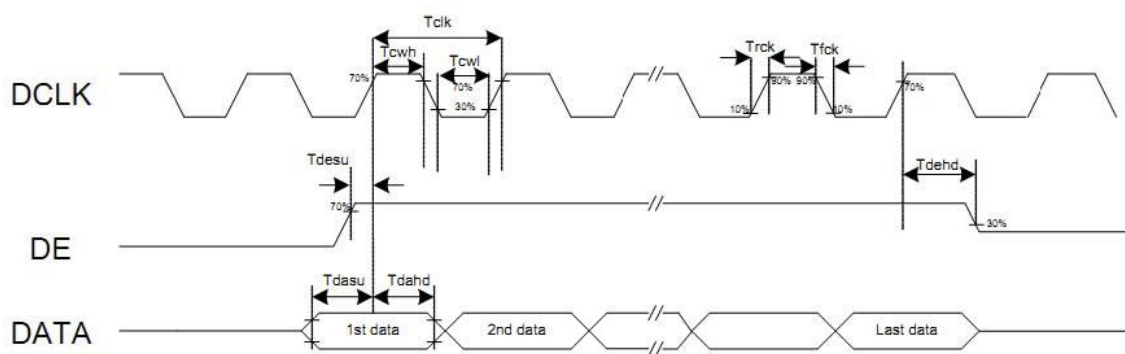 Tclk
Tcwh
Tcwl
Trck
Tfck
DCLK
70%
70%
30%
10%
90%
90%
10%
70%
Tdesu
Tdehd
70%
30%
DE
Tdasu
Tdahd
DATA
1st data
2nd data
Last data